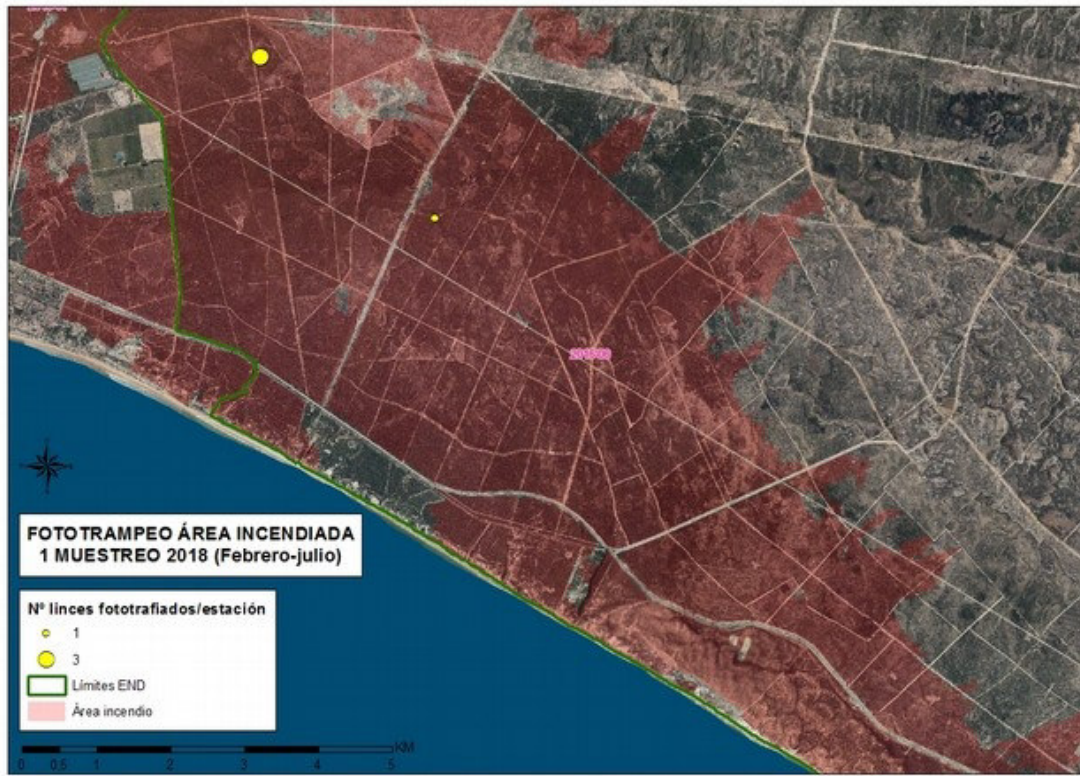 FOTOTRAMPEO ÁREA INCENDIADA
1 MUESTREO 2018 (Febrero-julio)
Nº linces fototrafiados/estación
1
3
Límites END
Área incendio
KM
0 0,5 1 2 3 4 5